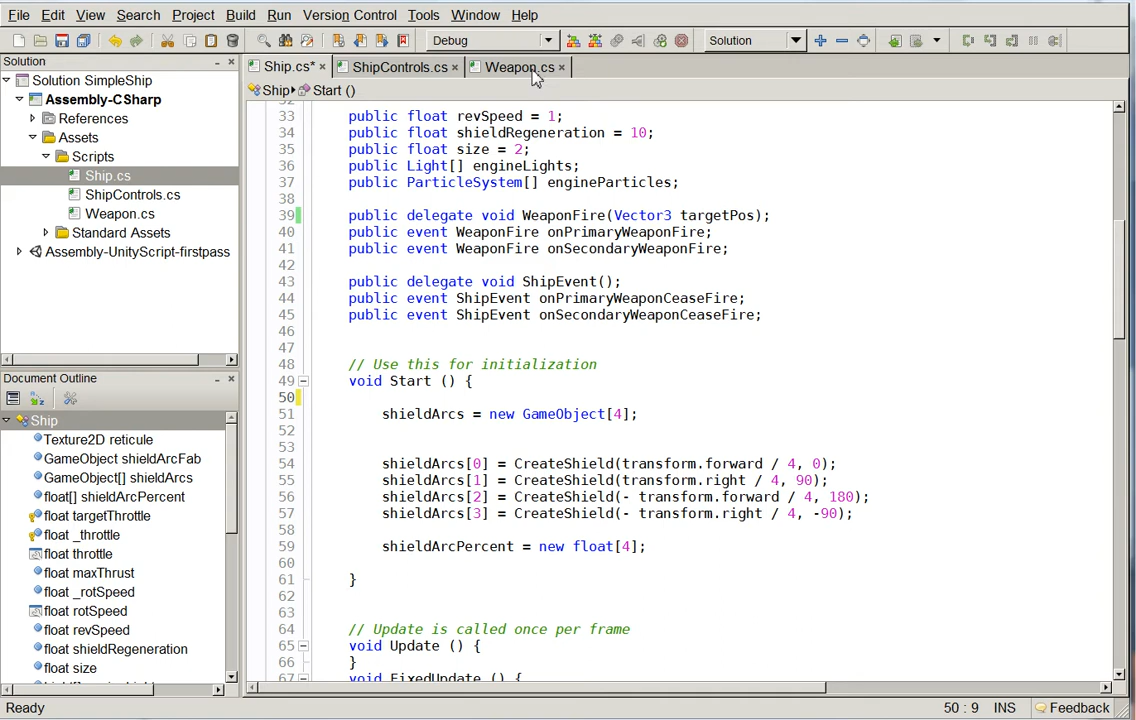 File Edit View Search Project Build Run Version Control Tools Window Help
Debug Solution
Solution
Solution SimpleShip
Assembly-CSharp
References
Assets
Scripts
Ship.cs
ShipControls.cs
Weapon.cs
Standard Assets
Assembly-UnityScript-firstpass
Document Outline
Ship
Texture2D reticule
GameObject shieldArcFab
GameObject[] shieldArcs
float[] shieldArcPercent
float targetThrottle
float _throttle
float throttle
float maxThrust
float _rotSpeed
float rotSpeed
float revSpeed
float shieldRegeneration
float size
Ship.cs* × ShipControls.cs × Weapon.cs ×
Ship Start ()
32
33 public float revSpeed = 1;
34 public float shieldRegeneration = 10;
35 public float size = 2;
36 public Light[] engineLights;
37 public ParticleSystem[] engineParticles;
38
39 public delegate void WeaponFire(Vector3 targetPos);
40 public event WeaponFire onPrimaryWeaponFire;
41 public event WeaponFire onSecondaryWeaponFire;
42
43 public delegate void ShipEvent();
44 public event ShipEvent onPrimaryWeaponCeaseFire;
45 public event ShipEvent onSecondaryWeaponCeaseFire;
46
47
48 // Use this for initialization
49 void Start () {
50
51 shieldArcs = new GameObject[4];
52
53
54 shieldArcs[0] = CreateShield(transform.forward / 4, 0);
55 shieldArcs[1] = CreateShield(transform.right / 4, 90);
56 shieldArcs[2] = CreateShield(- transform.forward / 4, 180);
57 shieldArcs[3] = CreateShield(- transform.right / 4, -90);
58
59 shieldArcPercent = new float[4];
60
61 }
62
63
64 // Update is called once per frame
65 void Update () {
66 }
67 void FixedUpdate () {
Ready 50 : 9 INS Feedback